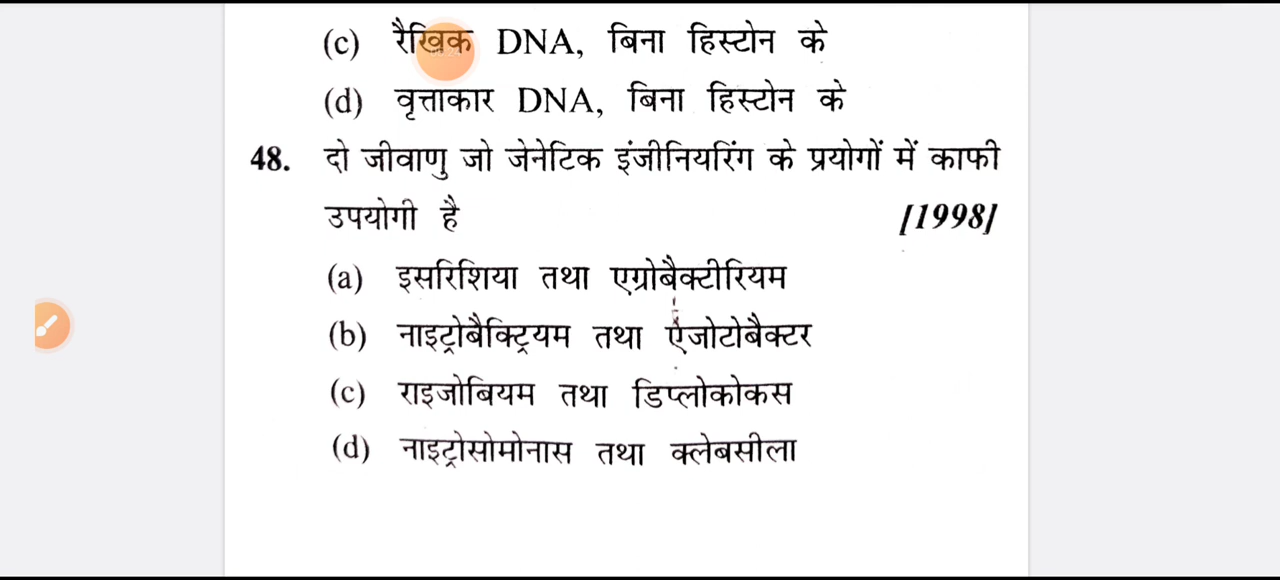 (c) रैखिक DNA, बिना हिस्टोन के
(d) वृत्ताकार DNA, बिना हिस्टोन के
48. दो जीवाणु जो जेनेटिक इंजीनियरिंग के प्रयोगों में काफी
उपयोगी है [1998]
(a) इसरिशिया तथा एग्रोबैक्टीरियम
(b) नाइट्रोबैक्ट्रियम तथा ऐजोटोबैक्टर
(c) राइजोबियम तथा डिप्लोकोकस
(d) नाइट्रोसोमोनास तथा क्लेबसीला